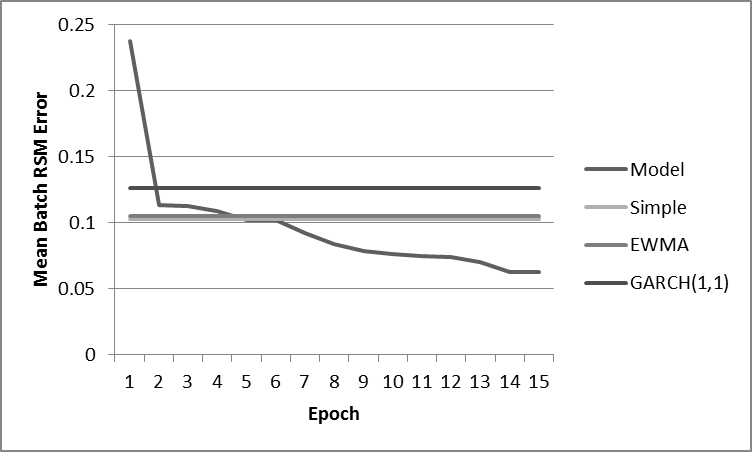 0.25
0.2
0.15
0.1
0.05
0
Mean Batch RSM Error
1 2 3 4 5 6 7 8 9 10 11 12 13 14 15
Epoch
Model
Simple
EWMA
GARCH(1,1)